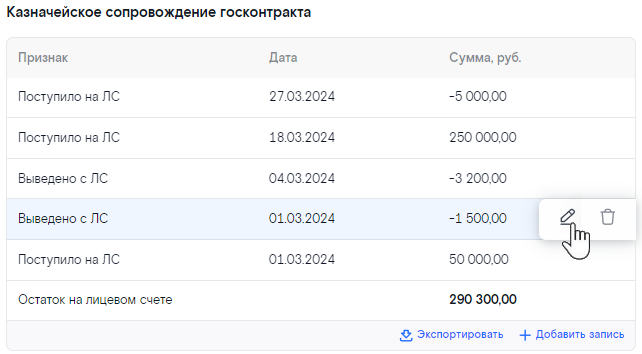 Казначейское сопровождение госконтракта
Признак Дата Сумма, руб.
Поступило на ЛС 27.03.2024 -5 000,00
Поступило на ЛС 18.03.2024 250 000,00
Выведено с ЛС 04.03.2024 -3 200,00
Выведено с ЛС 01.03.2024 -1 500,00
Поступило на ЛС 01.03.2024 50 000,00
Остаток на лицевом счете 290 300,00
Экспортировать Добавить запись